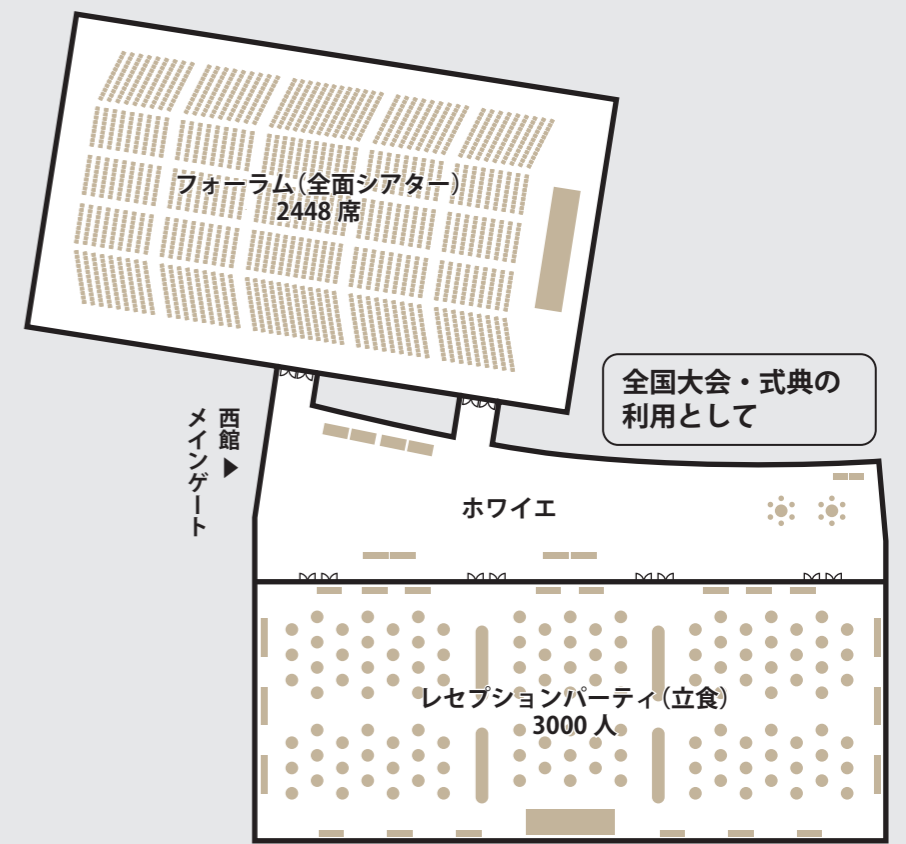 フォーラム（全面シアター）
2448 席
全国大会・式典の
利用として
西館 ▶
メインゲート
ホワイエ
レセプションパーティ（立食）
3000 人